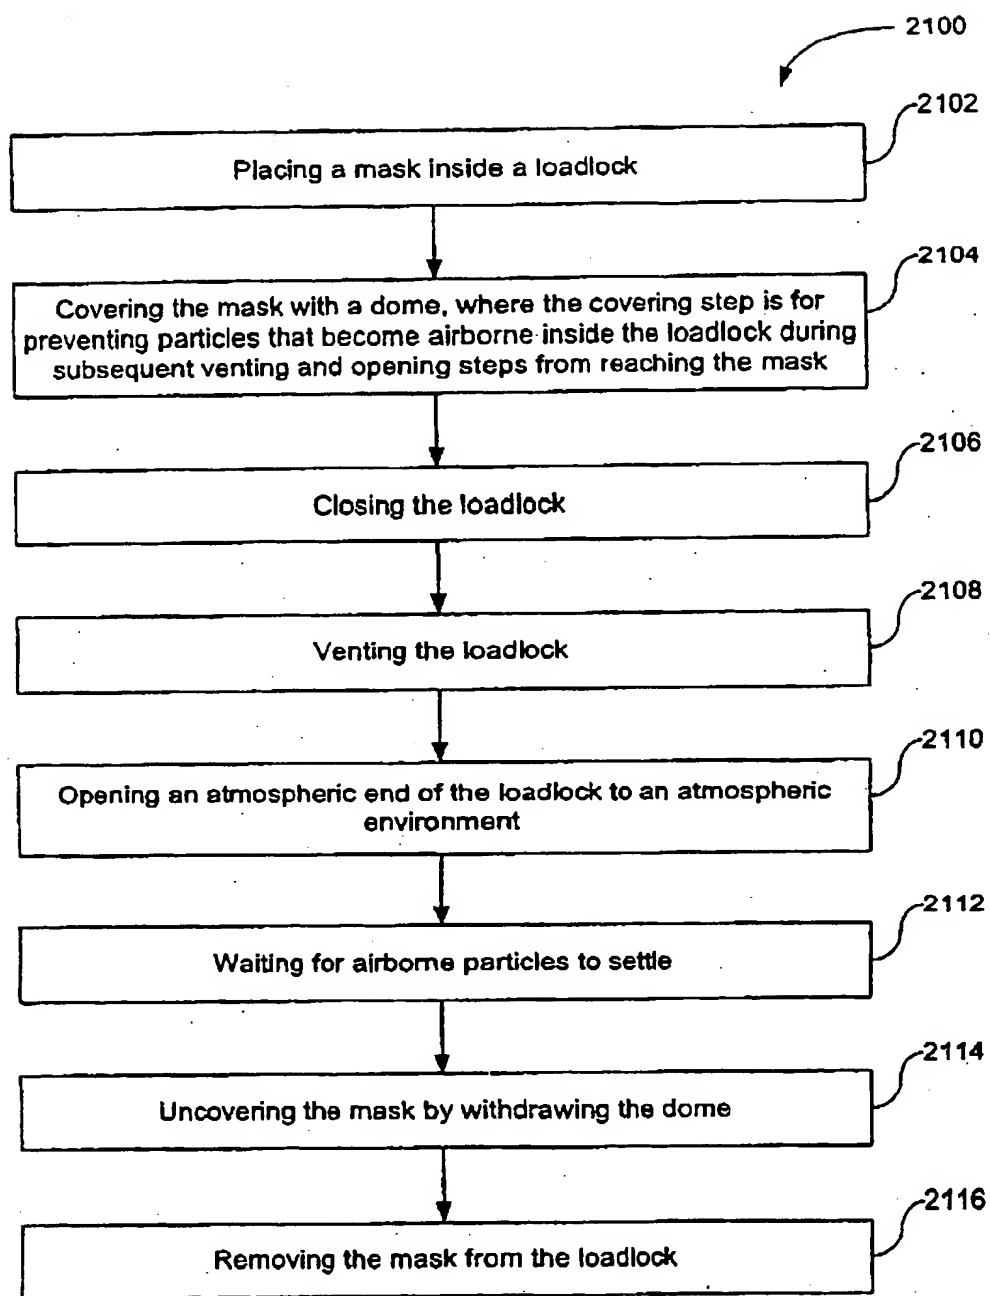 2100
2102
Placing a mask inside a loadlock
2104
Covering the mask with a dome, where the covering step is for
preventing particles that become airborne inside the loadlock during
subsequent venting and opening steps from reaching the mask
2106
Closing the loadlock
2108
Venting the loadlock
2110
Opening an atmospheric end of the loadlock to an atmospheric
environment
2112
Waiting for airborne particles to settle
2114
Uncovering the mask by withdrawing the dome
2116
Removing the mask from the loadlock